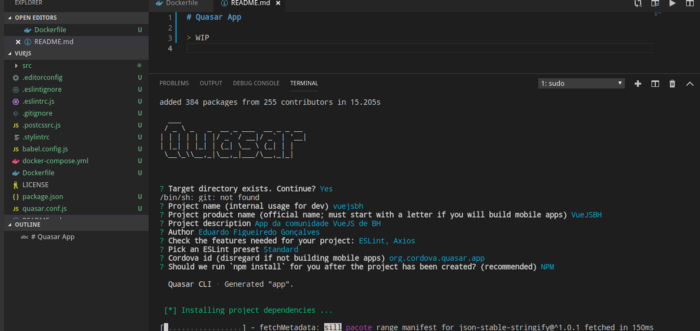 EXPLORER
OPEN EDITORS
Dockerfile U
README.md U
VUEJS
src
.editorconfig U
.eslintignore U
.eslintrc.js U
.gitignore U
.postcssrc.js U
.stylintrc U
babel.config.js U
docker-compose.yml U
Dockerfile U
LICENSE U
package.json U
quasar.conf.js U
README.md U
OUTLINE
# Quasar App
Dockerfile README.md
1 # Quasar App
2
3 > WIP
4
PROBLEMS OUTPUT DEBUG CONSOLE TERMINAL 1: sudo
added 384 packages from 255 contributors in 15.205s
? Target directory exists. Continue? Yes
/bin/sh: git: not found
? Project name (internal usage for dev) vuejsbh
? Project product name (official name; must start with a letter if you will build mobile apps) VueJSBH
? Project description App da comunidade VueJS de BH
? Author Eduardo Figueiredo Gonçalves
? Check the features needed for your project: ESLint, Axios
? Pick an ESLint preset Standard
? Cordova id (disregard if not building mobile apps) org.cordova.quasar.app
? Should we run `npm install` for you after the project has been created? (recommended) NPM
Quasar CLI · Generated "app".
[*] Installing project dependencies ...
[ ..................] - fetchMetadata: sill pacote range manifest for json-stable-stringify@^1.0.1 fetched in 150ms